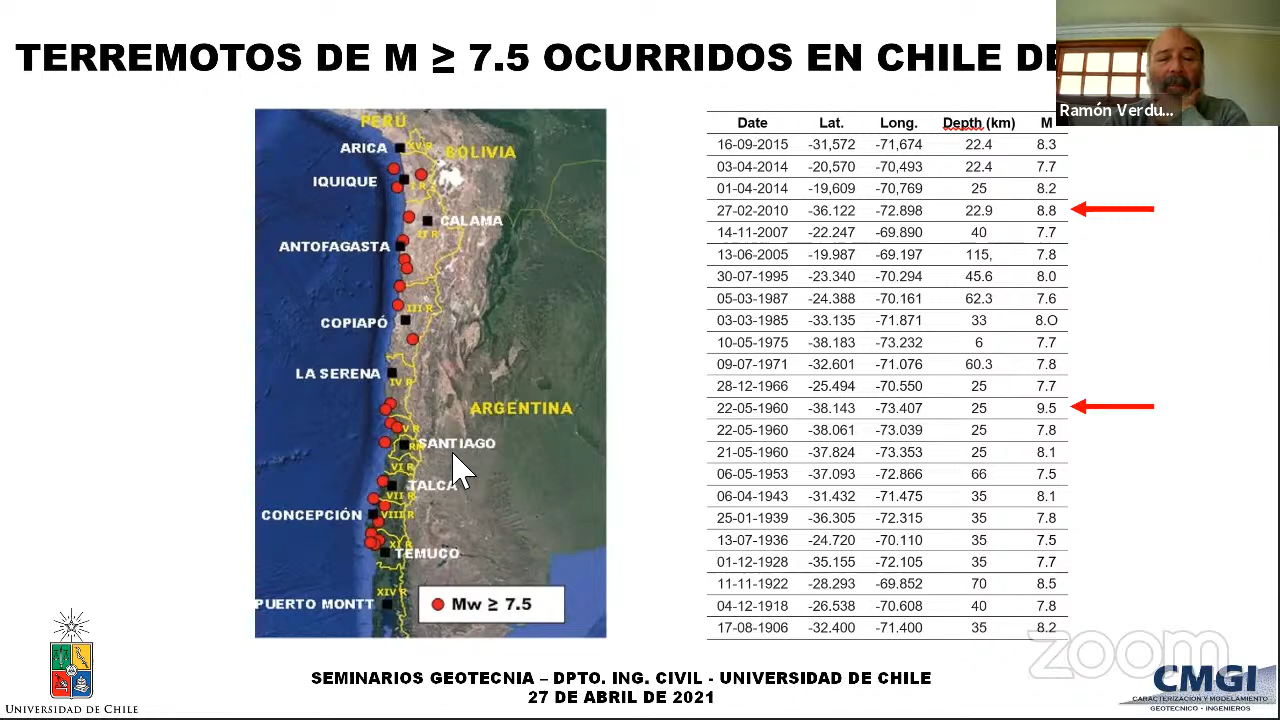 TERREMOTOS DE M ≥ 7.5 OCURRIDOS EN CHILE DE
Ramón Verdu...
PERÚ
ARICA
XV R
BOLIVIA
IQUIQUE
I R
CALAMA
II R
ANTOFAGASTA
III R
COPIAPÓ
LA SERENA
IV R
ARGENTINA
V R
RM
SANTIAGO
VI R
TALCA
VII R
CONCEPCIÓN
VIII R
TEMUCO
XIV R
PUERTO MONTT
Mw ≥ 7.5
Date Lat. Long. Depth (km) M
16-09-2015 -31,572 -71,674 22.4 8.3
03-04-2014 -20,570 -70,493 22.4 7.7
01-04-2014 -19,609 -70,769 25 8.2
27-02-2010 -36.122 -72.898 22.9 8.8
14-11-2007 -22.247 -69.890 40 7.7
13-06-2005 -19.987 -69.197 115, 7.8
30-07-1995 -23.340 -70.294 45.6 8.0
05-03-1987 -24.388 -70.161 62.3 7.6
03-03-1985 -33.135 -71.871 33 8.O
10-05-1975 -38.183 -73.232 6 7.7
09-07-1971 -32.601 -71.076 60.3 7.8
28-12-1966 -25.494 -70.550 25 7.7
22-05-1960 -38.143 -73.407 25 9.5
22-05-1960 -38.061 -73.039 25 7.8
21-05-1960 -37.824 -73.353 25 8.1
06-05-1953 -37.093 -72.866 66 7.5
06-04-1943 -31.432 -71.475 35 8.1
25-01-1939 -36.305 -72.315 35 7.8
13-07-1936 -24.720 -70.110 35 7.5
01-12-1928 -35.155 -72.105 35 7.7
11-11-1922 -28.293 -69.852 70 8.5
04-12-1918 -26.538 -70.608 40 7.8
17-08-1906 -32.400 -71.400 35 8.2
zoom
SEMINARIOS GEOTECNIA – DPTO. ING. CIVIL - UNIVERSIDAD DE CHILE
27 DE ABRIL DE 2021
UNIVERSIDAD DE CHILE
CMGI
CARACTERIZACIÓN Y MODELAMIENTO
GEOTECNICO - INGENIEROS